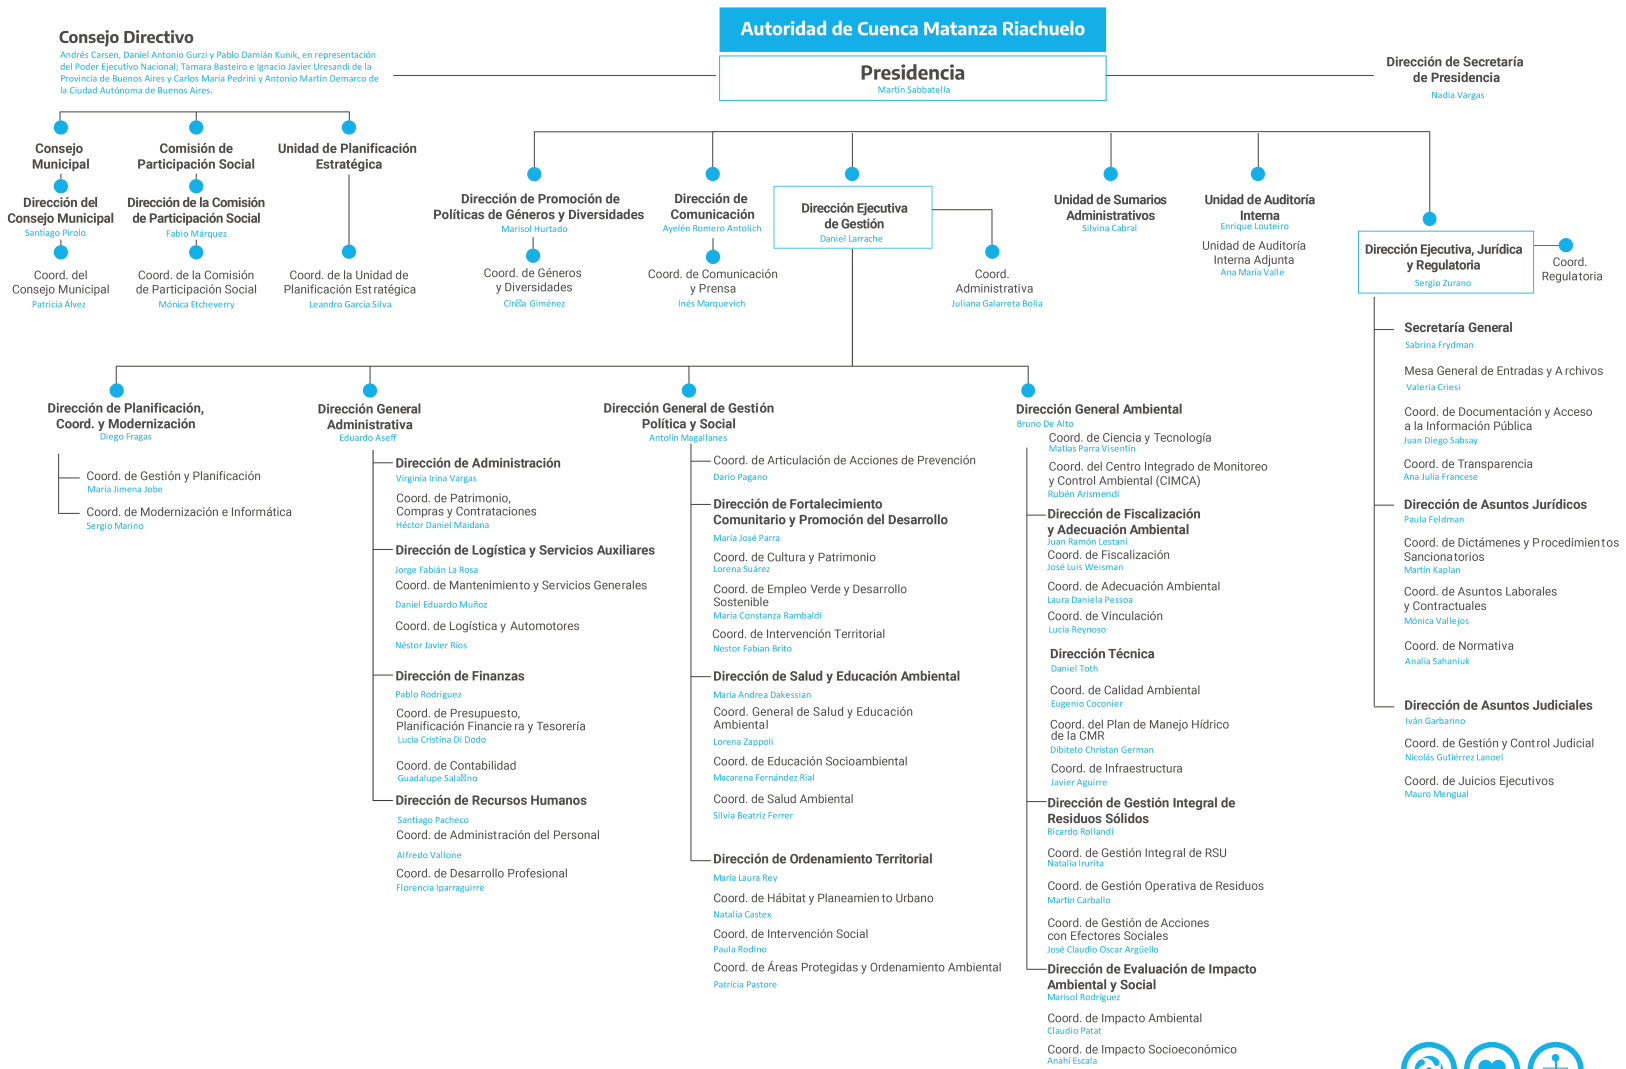 Autoridad de Cuenca Matanza Riachuelo
Presidencia
Martín Sabbatella
Consejo Directivo
Andrés Carsen, Daniel Antonio Gurzi y Pablo Damián Kunik, en representación
del Poder Ejecutivo Nacional; Tamara Basteiro e Ignacio Javier Uresandi de la
Provincia de Buenos Aires y Carlos María Pedrini y Antonio Martín Demarco de
la Ciudad Autónoma de Buenos Aires.
Dirección de Secretaría
de Presidencia
Nadia Vargas
Consejo
Municipal
Dirección del
Consejo Municipal
Santiago Pirolo
Coord. del
Consejo Municipal
Patricia Álvez
Comisión de
Participación Social
Dirección de la Comisión
de Participación Social
Fabio Márquez
Coord. de la Comisión
de Participación Social
Mónica Etcheverry
Unidad de Planificación
Estratégica
Coord. de la Unidad de
Planificación Estratégica
Leandro García Silva
Dirección de Promoción de
Políticas de Géneros y Diversidades
Marisol Hurtado
Coord. de Géneros
y Diversidades
Giménez
Dirección de
Comunicación
Ayelén Romero Antolich
Coord. de Comunicación
y Prensa
Inés Marquevich
Dirección Ejecutiva
de Gestión
Daniel Larrache
Coord.
Administrativa
Juliana Galarreta Bolia
Unidad de Sumarios
Administrativos
Silvina Cabral
Unidad de Auditoría
Interna
Enrique Louteiro
Unidad de Auditoría
Interna Adjunta
Ana María Valle
Dirección Ejecutiva, Jurídica
y Regulatoria
Sergio Zurano
Coord.
Regulatoria
Secretaría General
Sabrina Frydman
Mesa General de Entradas y Archivos
Valeria Criesi
Coord. de Documentación y Acceso
a la Información Pública
Juan Diego Sabsay
Coord. de Transparencia
Ana Julia Francese
Dirección de Asuntos Jurídicos
Paula Feldman
Coord. de Dictámenes y Procedimientos
Sancionatorios
Martín Kaplan
Coord. de Asuntos Laborales
y Contractuales
Mónica Vallejos
Coord. de Normativa
Analía Sahaniuk
Dirección de Asuntos Judiciales
Iván Garbarino
Coord. de Gestión y Control Judicial
Nicolás Gutiérrez Lanoel
Coord. de Juicios Ejecutivos
Mauro Mengual
Dirección de Planificación,
Coord. y Modernización
Diego Fragas
Coord. de Gestión y Planificación
María Jimena Jobe
Coord. de Modernización e Informática
Sergio Marino
Dirección General
Administrativa
Eduardo Aseff
Dirección de Administración
Virginia Irina Vargas
Coord. de Patrimonio,
Compras y Contrataciones
Héctor Daniel Maidana
Dirección de Logística y Servicios Auxiliares
Jorge Fabián La Rosa
Coord. de Mantenimiento y Servicios Generales
Daniel Eduardo Muñoz
Coord. de Logística y Automotores
Néstor Javier Ríos
Dirección de Finanzas
Pablo Rodriguez
Coord. de Presupuesto,
Planificación Financiera y Tesorería
Lucía Cristina Di Dodo
Coord. de Contabilidad
Guadalupe
Dirección de Recursos Humanos
Santiago Pacheco
Coord. de Administración del Personal
Alfredo Vallone
Coord. de Desarrollo Profesional
Florencia Iparraguirre
Dirección General de Gestión
Política y Social
Antolín Magallanes
Coord. de Articulación de Acciones de Prevención
Darío Pagano
Dirección de Fortalecimiento
Comunitario y Promoción del Desarrollo
María José Parra
Coord. de Cultura y Patrimonio
Lorena Suárez
Coord. de Empleo Verde y Desarrollo
Sostenible
Maria Constanza Rambaldi
Coord. de Intervención Territorial
Nestor Fabian Brito
Dirección de Salud y Educación Ambiental
María Andrea Dakessian
Coord. General de Salud y Educación
Ambiental
Lorena Zappoli
Coord. de Educación Socioambiental
Macarena Fernández Rial
Coord. de Salud Ambiental
Silvia Beatriz Ferrer
Dirección de Ordenamiento Territorial
María Laura Rey
Coord. de Hábitat y Planeamiento Urbano
Natalia Castex
Coord. de Intervención Social
Paula Rodino
Coord. de Áreas Protegidas y Ordenamiento Ambiental
Patricia Pastore
Dirección General Ambiental
Bruno De Alto
Coord. de Ciencia y Tecnología
Matías Parra Visentín
Coord. del Centro Integrado de Monitoreo
y Control Ambiental (CIMCA)
Rubén Arismendi
Dirección de Fiscalización
y Adecuación Ambiental
Juan Ramón Lestani
Coord. de Fiscalización
José Luis Weisman
Coord. de Adecuación Ambiental
Laura Daniela Pessoa
Coord. de Vinculación
Lucía Reynoso
Dirección Técnica
Daniel Toth
Coord. de Calidad Ambiental
Eugenio Coconier
Coord. del Plan de Manejo Hídrico
de la CMR
Dibiteto Christan German
Coord. de Infraestructura
Javier Aguirre
Dirección de Gestión Integral de
Residuos Sólidos
Ricardo Rollandi
Coord. de Gestión Integral de RSU
Natalia Irurita
Coord. de Gestión Operativa de Residuos
Martín Carballo
Coord. de Gestión de Acciones
con Efectores Sociales
José Claudio Oscar Argüello
Dirección de Evaluación de Impacto
Ambiental y Social
Marisol Rodríguez
Coord. de Impacto Ambiental
Claudio Patat
Coord. de Impacto Socioeconómico
Anahí Escala